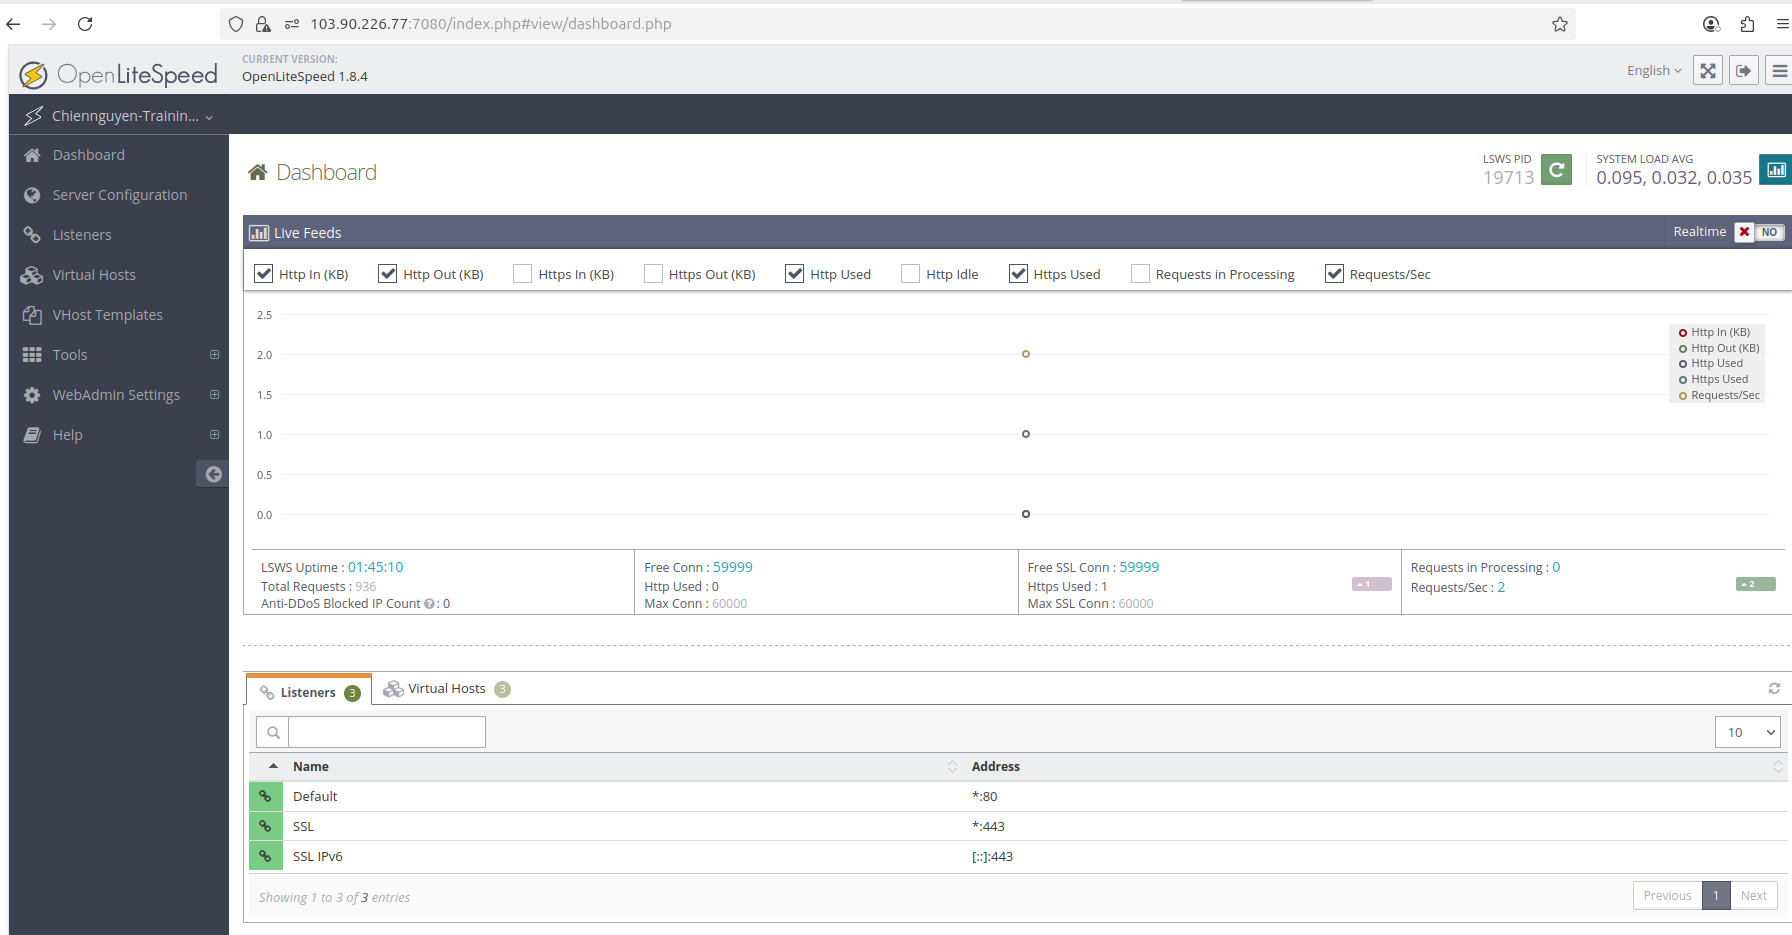 103.90.226.77:7080/index.php#view/dashboard.php
OpenLiteSpeed
CURRENT VERSION:
OpenLiteSpeed 1.8.4
English
Chiennguyen-Trainin...
Dashboard
Server Configuration
Listeners
Virtual Hosts
VHost Templates
Tools
WebAdmin Settings
Help
Dashboard
LSWS PID
19713
SYSTEM LOAD AVG
0.095, 0.032, 0.035
Live Feeds
Realtime
NO
Http In (KB) Http Out (KB) Https In (KB) Https Out (KB) Http Used Http Idle Https Used Requests in Processing Requests/Sec
2.5
2.0
1.5
1.0
0.5
0.0
Http In (KB)
Http Out (KB)
Http Used
Https Used
Requests/Sec
LSWS Uptime : 01:45:10
Total Requests : 936
Anti-DDoS Blocked IP Count ? : 0
Free Conn : 59999
Http Used : 0
Max Conn : 60000
Free SSL Conn : 59999
Https Used : 1
Max SSL Conn : 60000
1
Requests in Processing : 0
Requests/Sec : 2
2
Listeners 3
Virtual Hosts 3
10
Name Address
Default *:80
SSL *:443
SSL IPv6 [::]:443
Showing 1 to 3 of 3 entries
Previous 1 Next